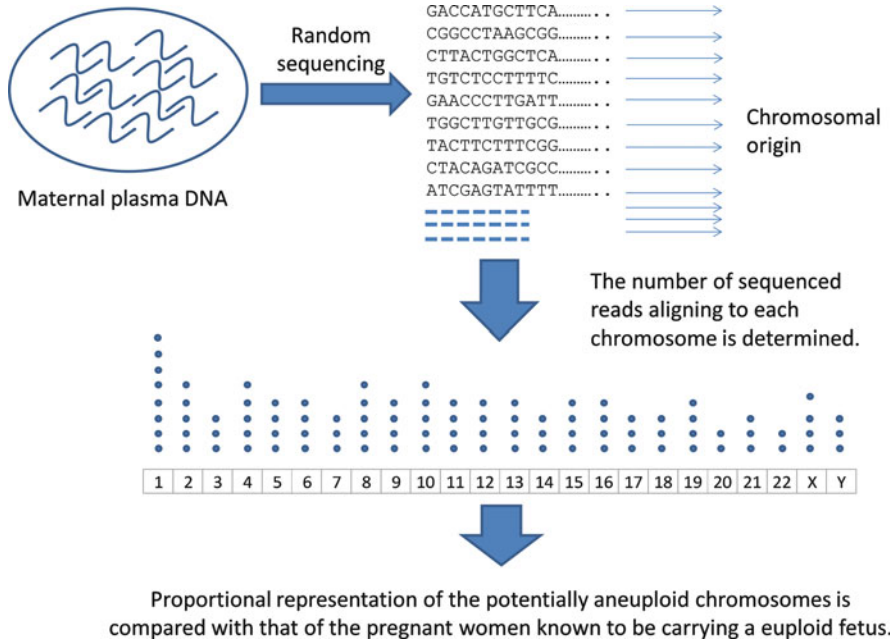 Maternal plasma DNA
Random
sequencing
GACCATGCTTCA...........
CGGCCTAAGCGG...........
CTTACTGGCTCA...........
TGTCTCCTTTTC...........
GAACCCTTGATT...........
TGGCTTGTTGCG...........
TACTTCTTTCGG...........
CTACAGATCGCC...........
ATCGAGTATTTT...........
Chromosomal
origin
The number of sequenced
reads aligning to each
chromosome is determined.
1 2 3 4 5 6 7 8 9 10 11 12 13 14 15 16 17 18 19 20 21 22 X Y
Proportional representation of the potentially aneuploid chromosomes is
compared with that of the pregnant women known to be carrying a euploid fetus.